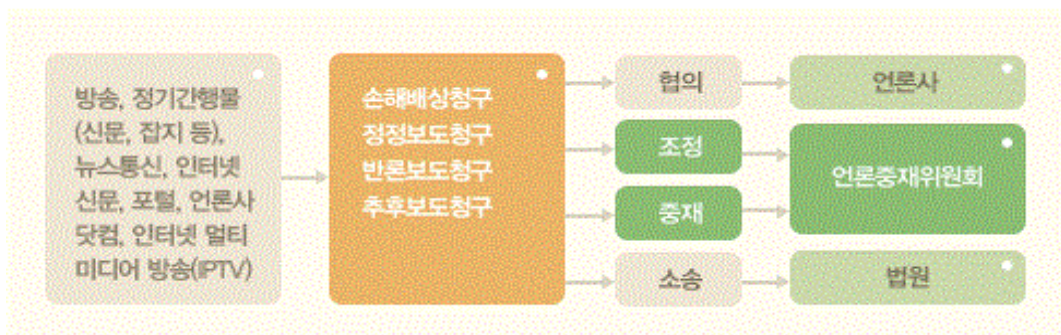 방송, 정기간행물
(신문, 잡지 등),
뉴스통신, 인터넷
신문, 포털, 언론사
닷컴, 인터넷 멀티
미디어 방송(IPTV)
손해배상청구
정정보도청구
반론보도청구
추후보도청구
협의
언론사
조정
중재
언론중재위원회
소송
법원